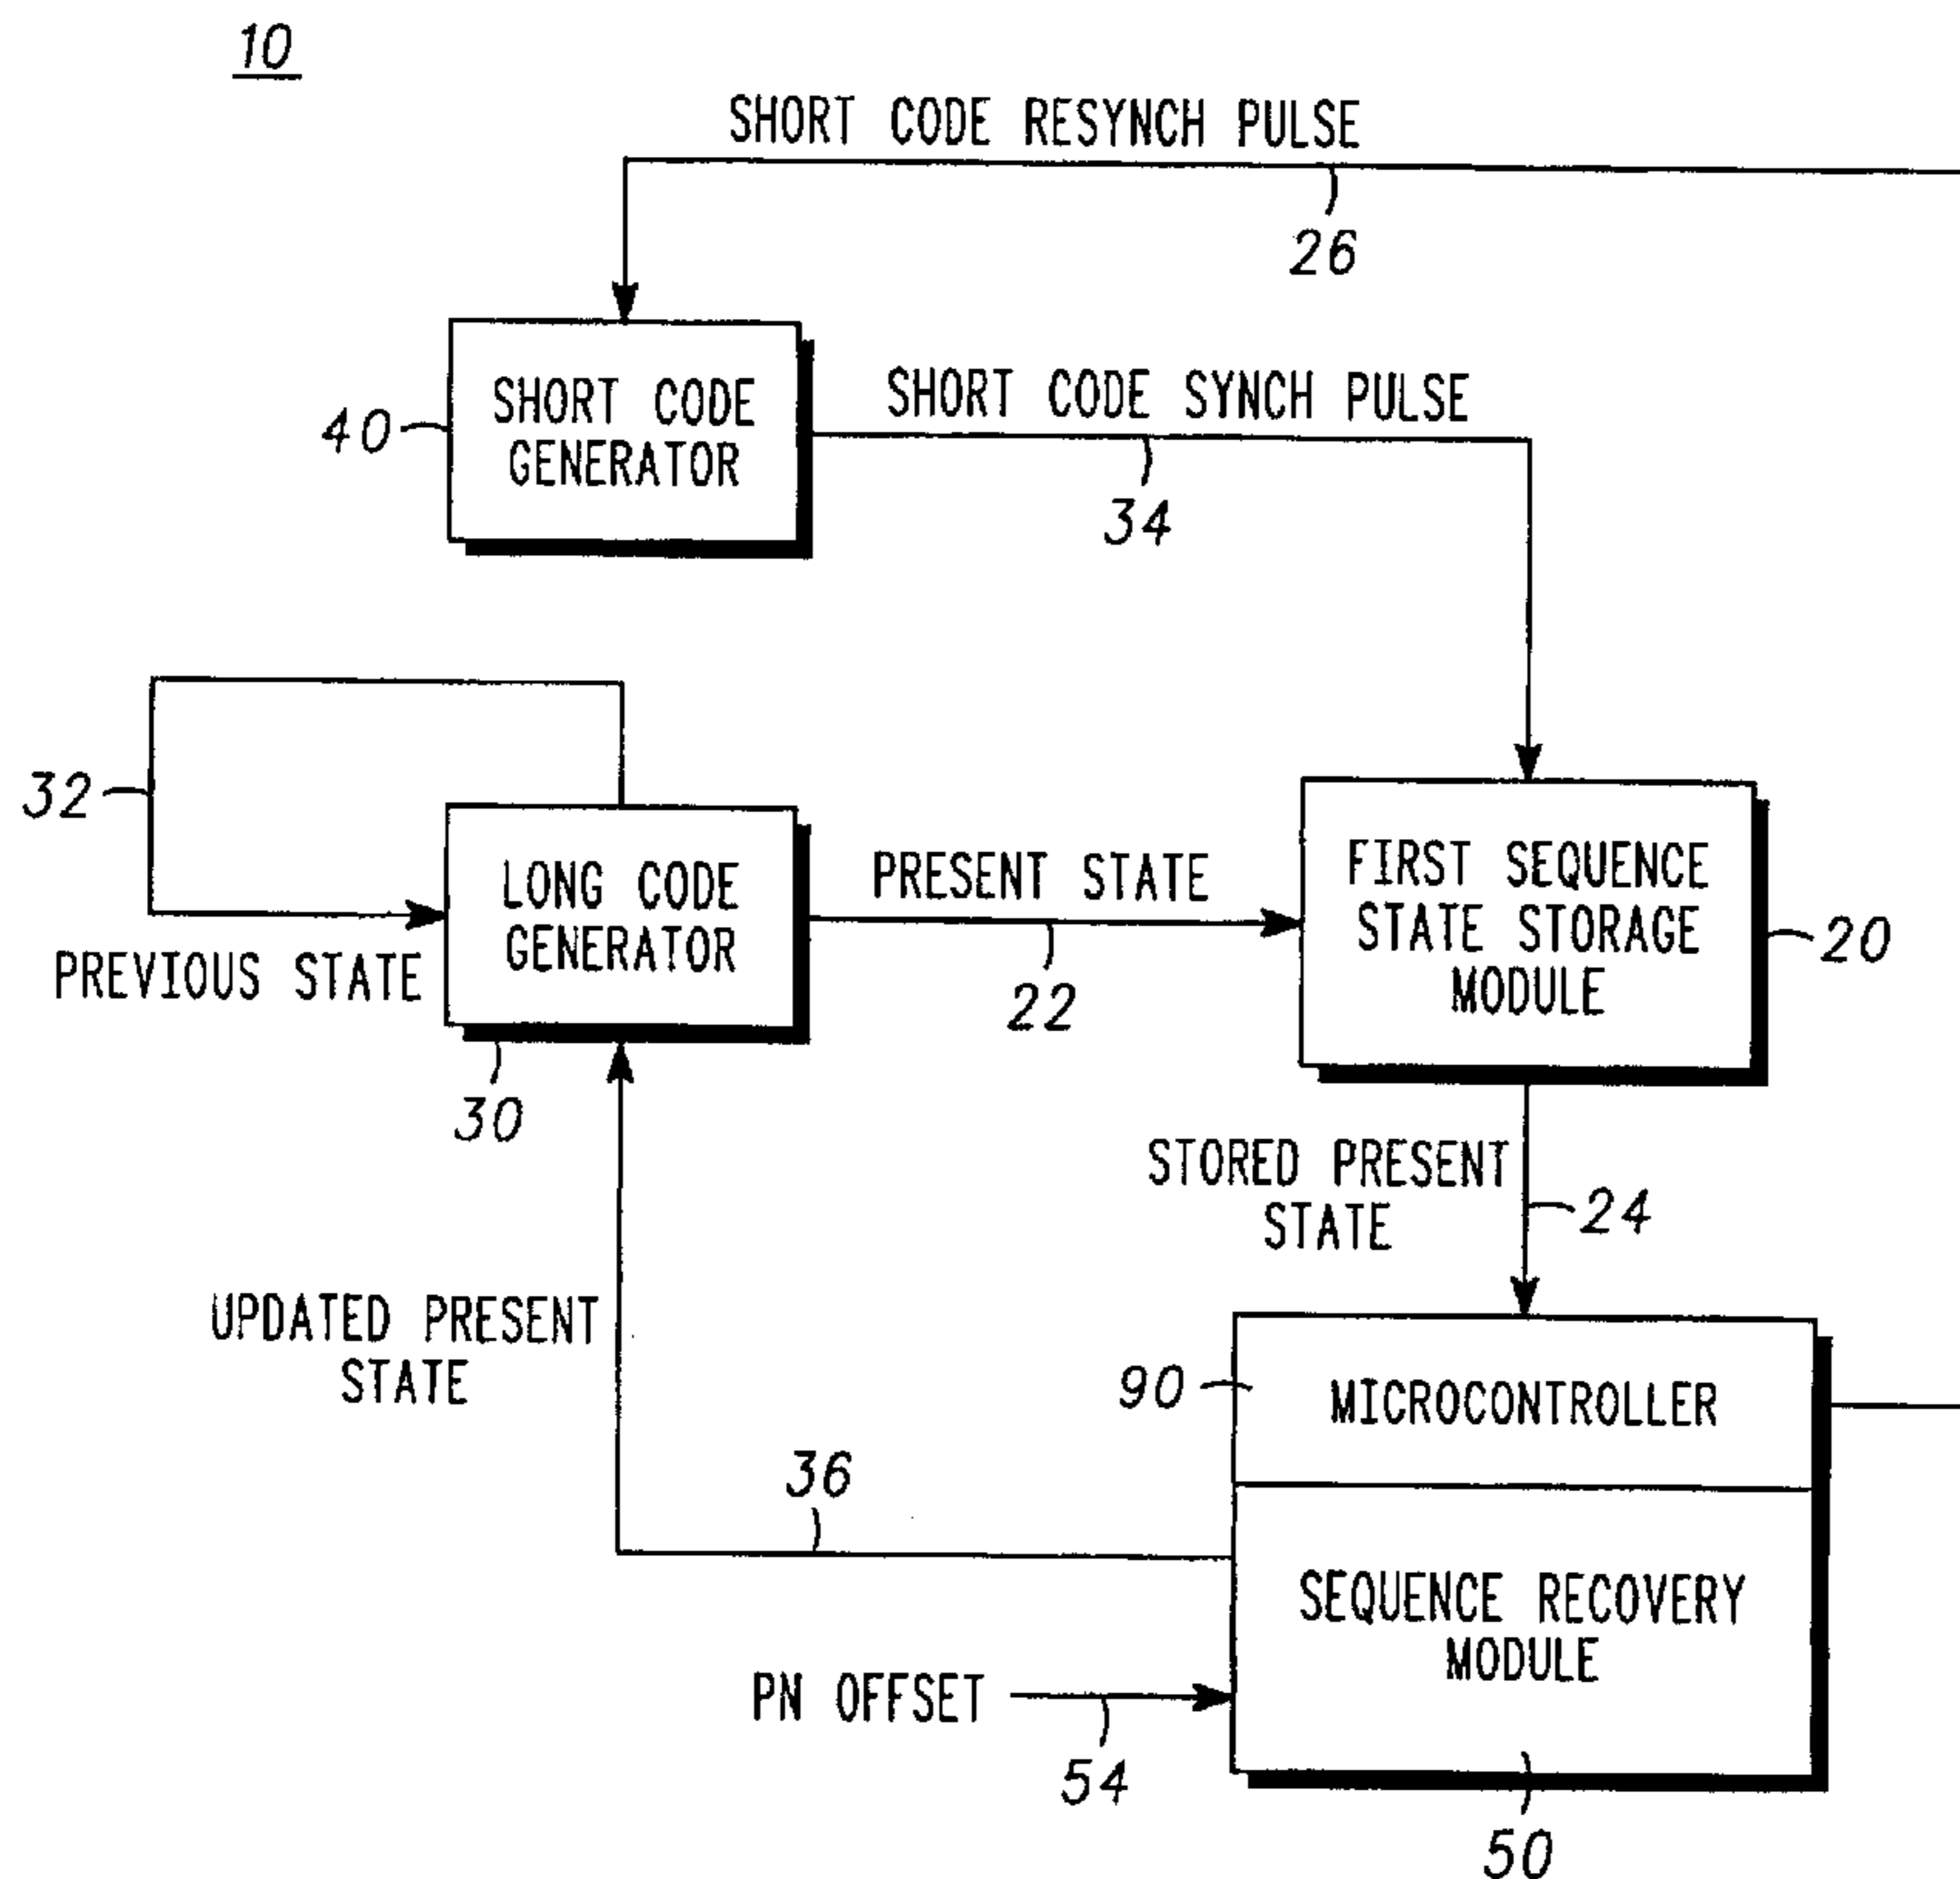 10
SHORT CODE RESYNCH PULSE
26
SHORT CODE
GENERATOR
40
SHORT CODE SYNCH PULSE
34
32
PREVIOUS STATE
LONG CODE
GENERATOR
30
PRESENT STATE
22
FIRST SEQUENCE
STATE STORAGE
MODULE
20
STORED PRESENT
STATE
24
UPDATED PRESENT
STATE
90
MICROCONTROLLER
36
SEQUENCE RECOVERY
MODULE
PN OFFSET
54
50